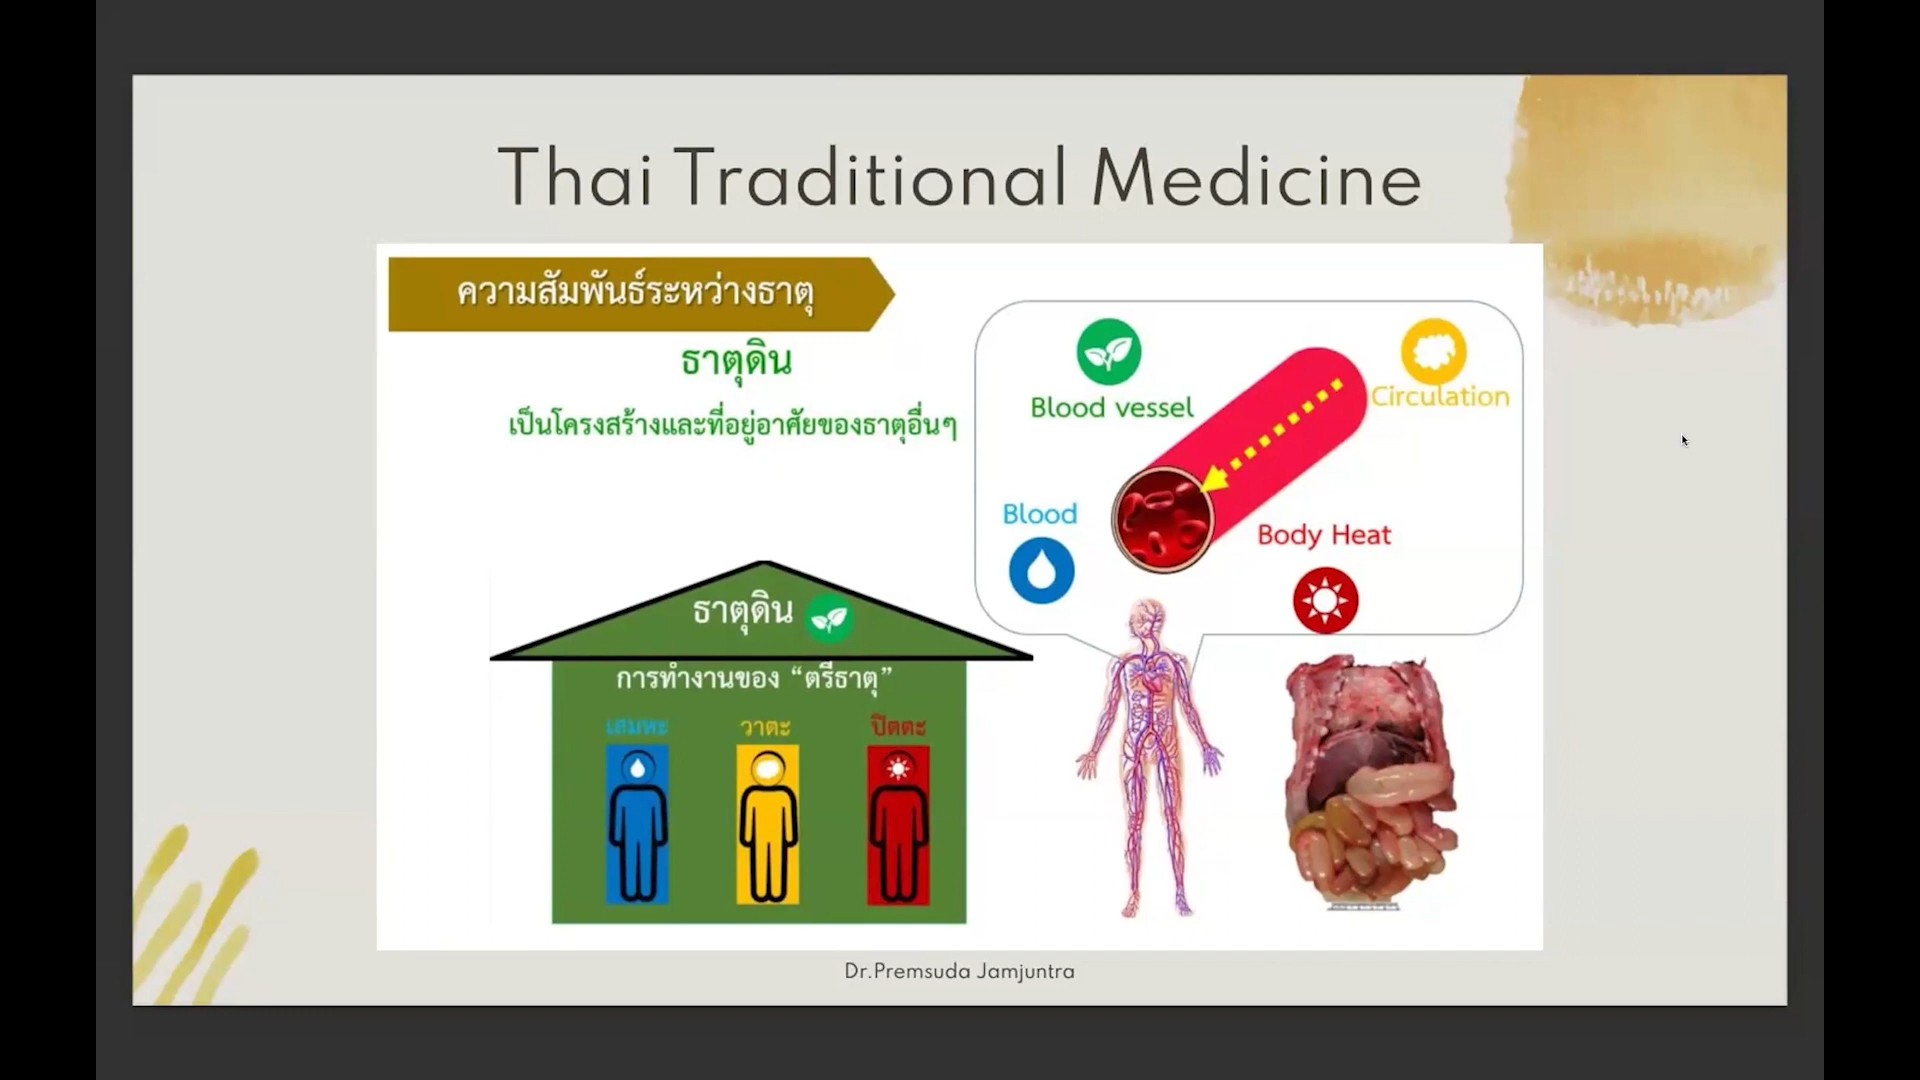 Thai Traditional Medicine
ความสัมพันธ์ระหว่างธาตุ
ธาตุดิน
เป็นโครงสร้างและที่อยู่อาศัยของธาตุอื่นๆ
Blood vessel
Circulation
Blood
Body Heat
ธาตุดิน
การทำงานของ “ตรีธาตุ”
เสมหะ
วาตะ
ปิตตะ
Dr.Premsuda Jamjuntra